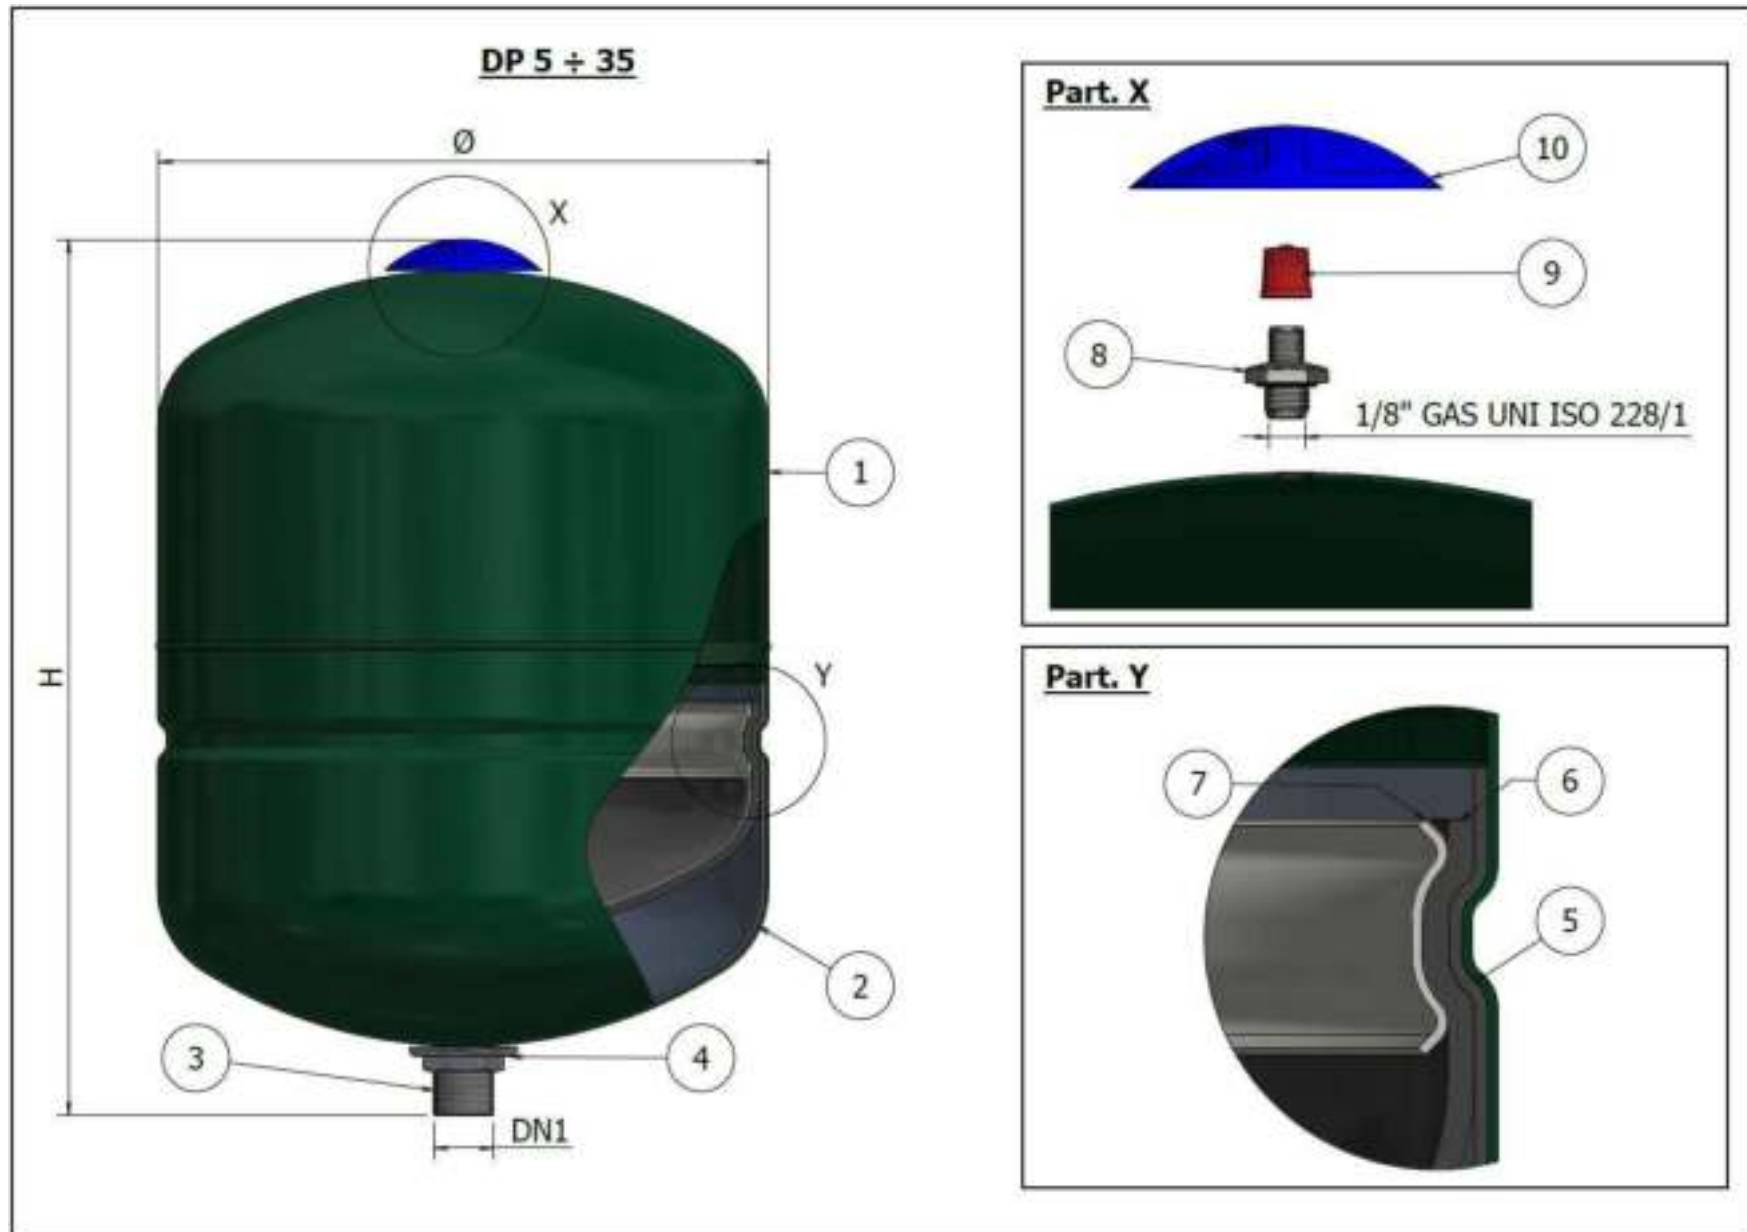 DP 5 ÷ 35
Ø
X
H
1
Y
2
3
4
DN1
Part. X
10
9
8
1/8" GAS UNI ISO 228/1
Part. Y
7
6
5